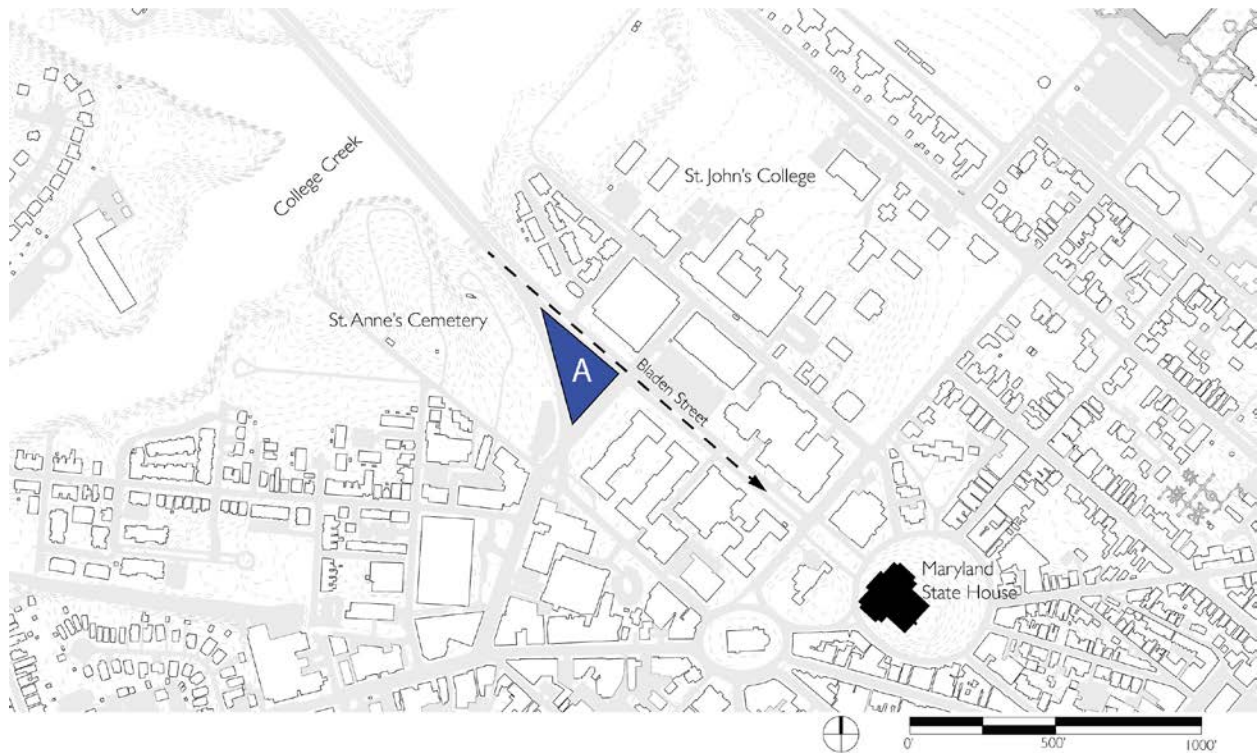 St. John's College
College Creek
St. Anne's Cemetery
A
Bladen Street
Maryland
State House
0'
500'
1000'